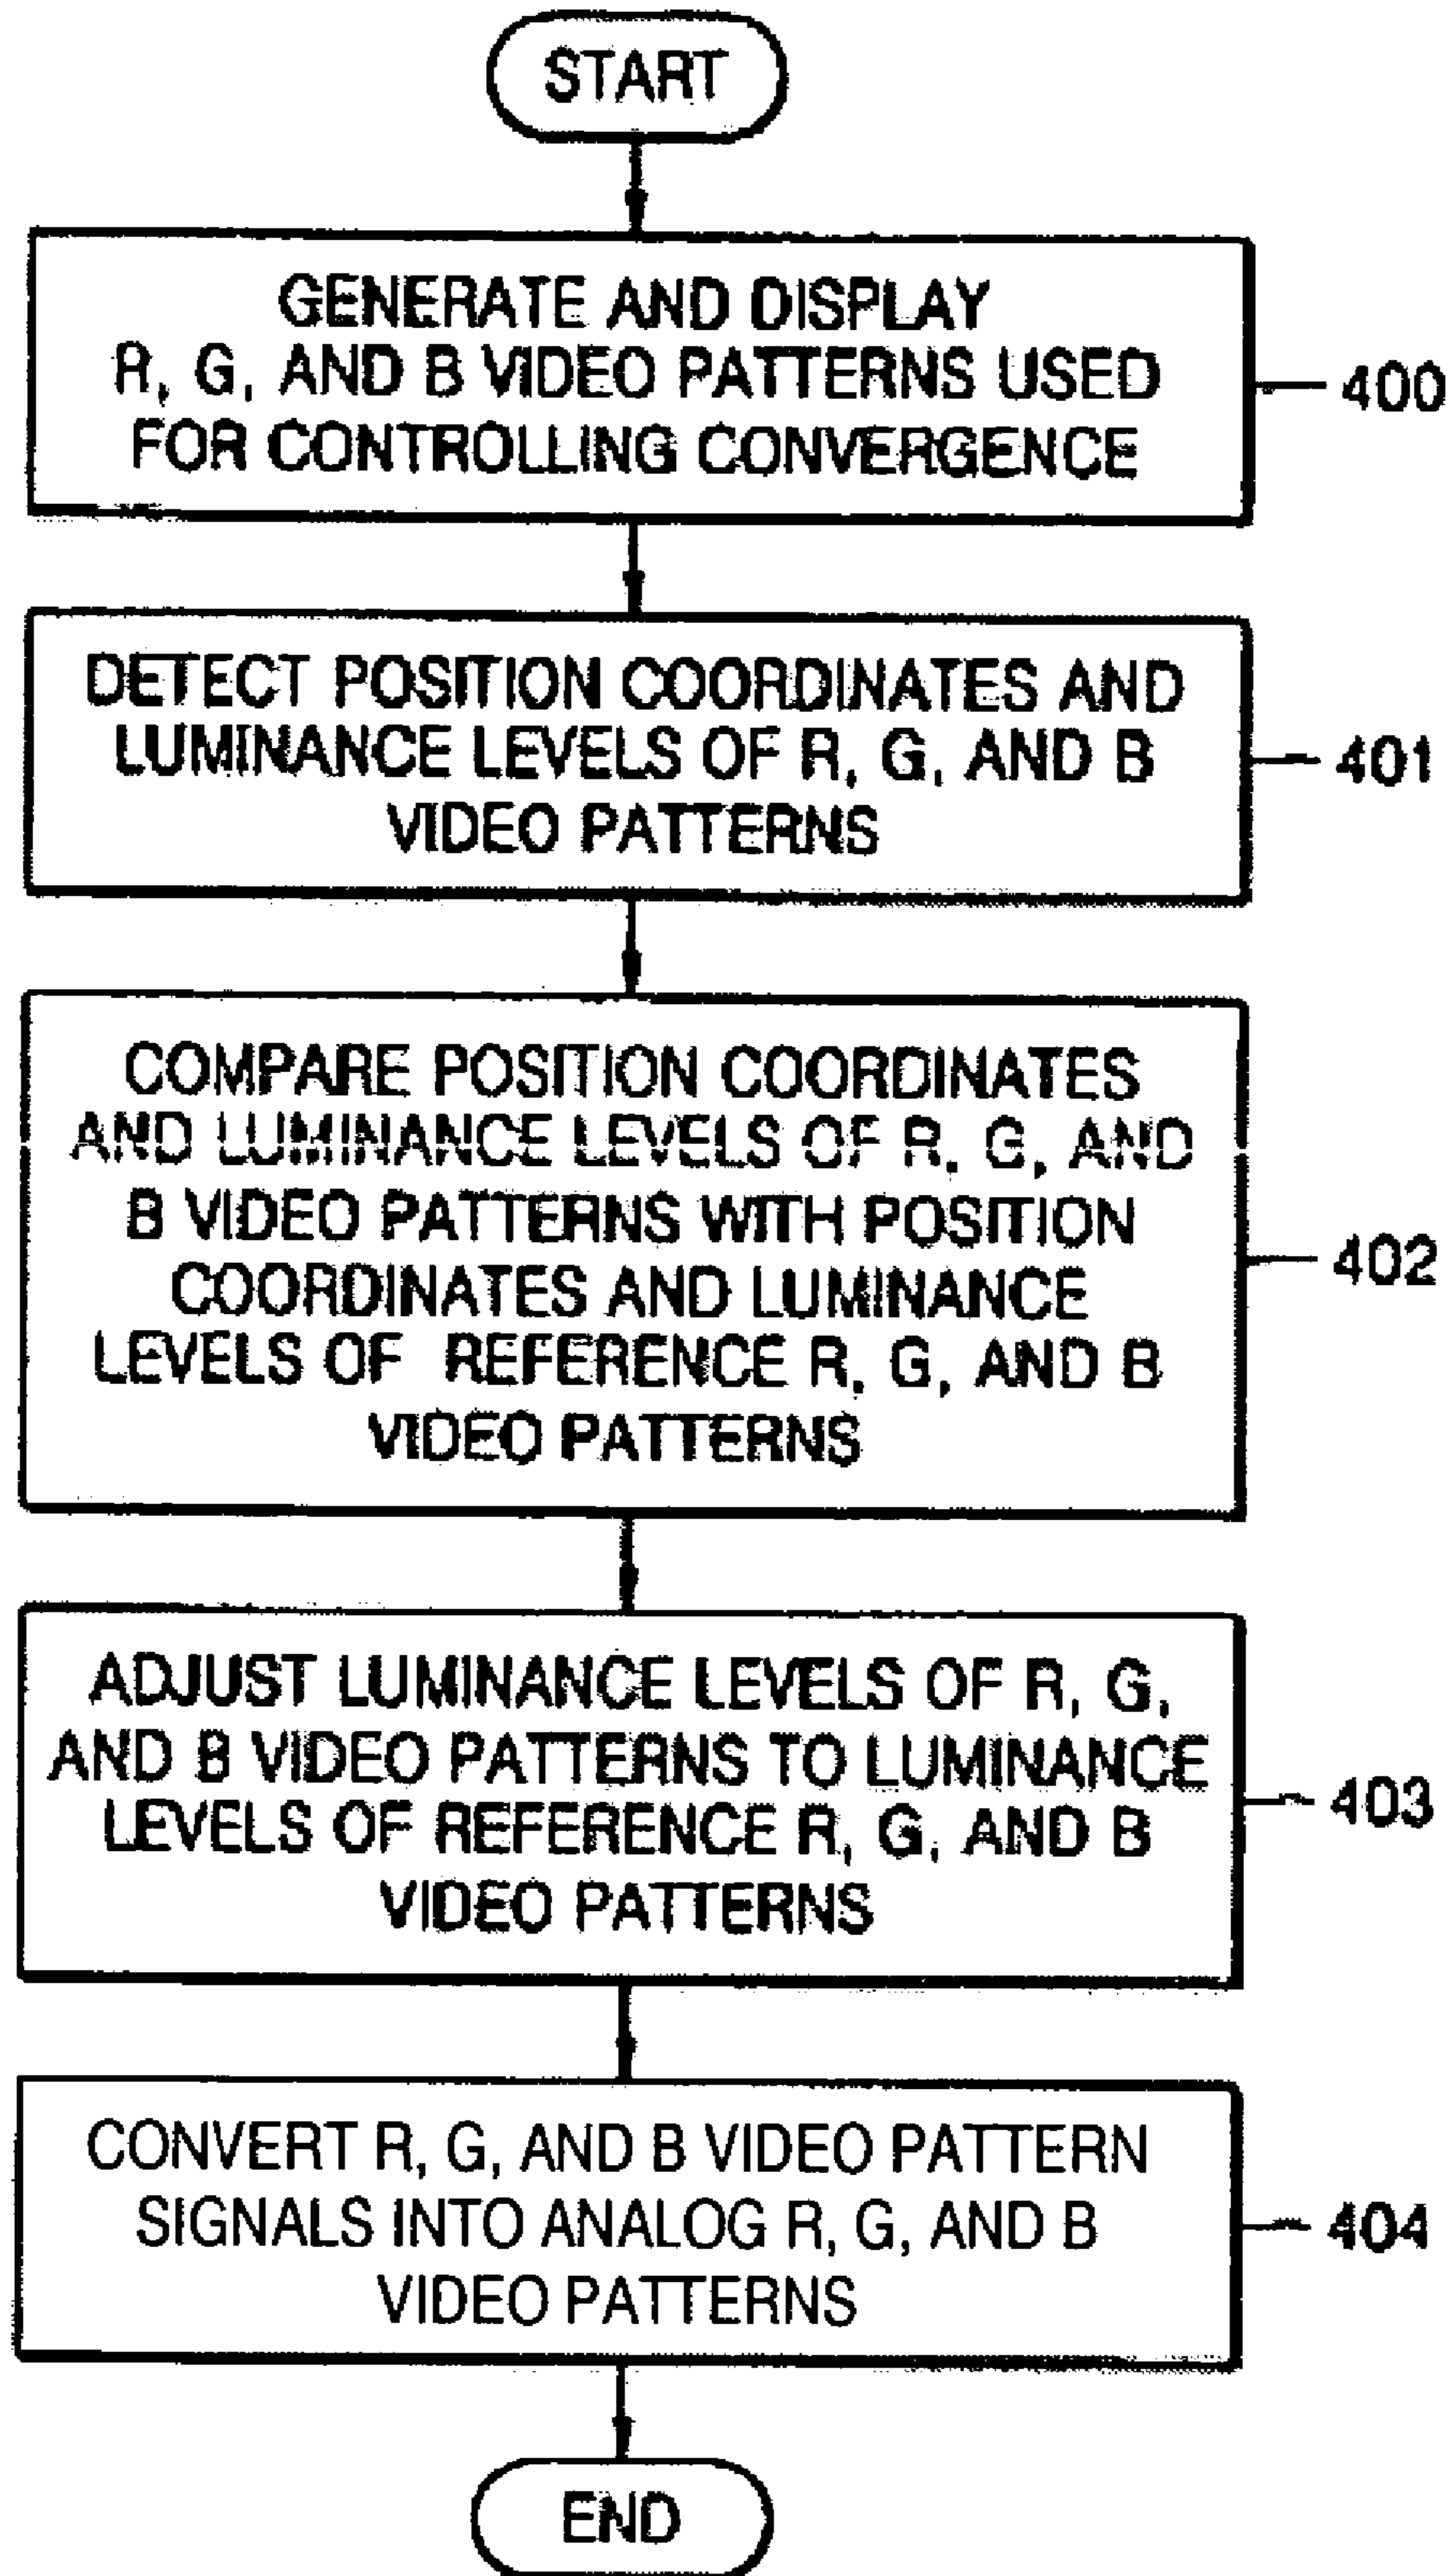 START
GENERATE AND DISPLAY
R, G, AND B VIDEO PATTERNS USED
FOR CONTROLLING CONVERGENCE
400
DETECT POSITION COORDINATES AND
LUMINANCE LEVELS OF R, G, AND B
VIDEO PATTERNS
401
COMPARE POSITION COORDINATES
AND LUMINANCE LEVELS OF R, G, AND
B VIDEO PATTERNS WITH POSITION
COORDINATES AND LUMINANCE
LEVELS OF REFERENCE R, G, AND B
VIDEO PATTERNS
402
ADJUST LUMINANCE LEVELS OF R, G,
AND B VIDEO PATTERNS TO LUMINANCE
LEVELS OF REFERENCE R, G, AND B
VIDEO PATTERNS
403
CONVERT R, G, AND B VIDEO PATTERN
SIGNALS INTO ANALOG R, G, AND B
VIDEO PATTERNS
404
END